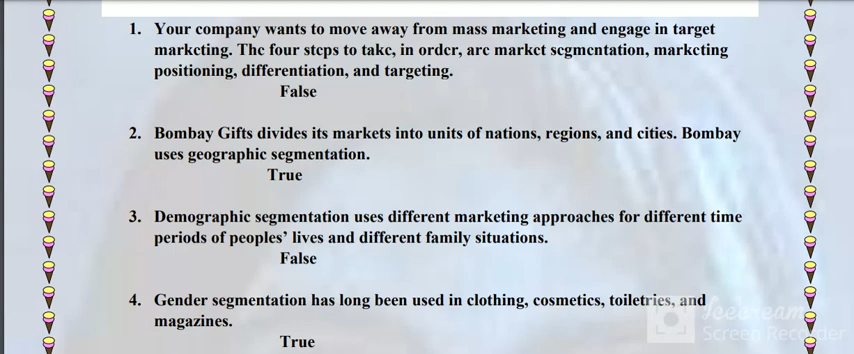 1. Your company wants to move away from mass marketing and engage in target
marketing. The four steps to take, in order, are market segmentation, marketing
positioning, differentiation, and targeting.
False
2. Bombay Gifts divides its markets into units of nations, regions, and cities. Bombay
uses geographic segmentation.
True
3. Demographic segmentation uses different marketing approaches for different time
periods of peoples’ lives and different family situations.
False
4. Gender segmentation has long been used in clothing, cosmetics, toiletries, and
magazines.
True
Icecream
Screen Recorder